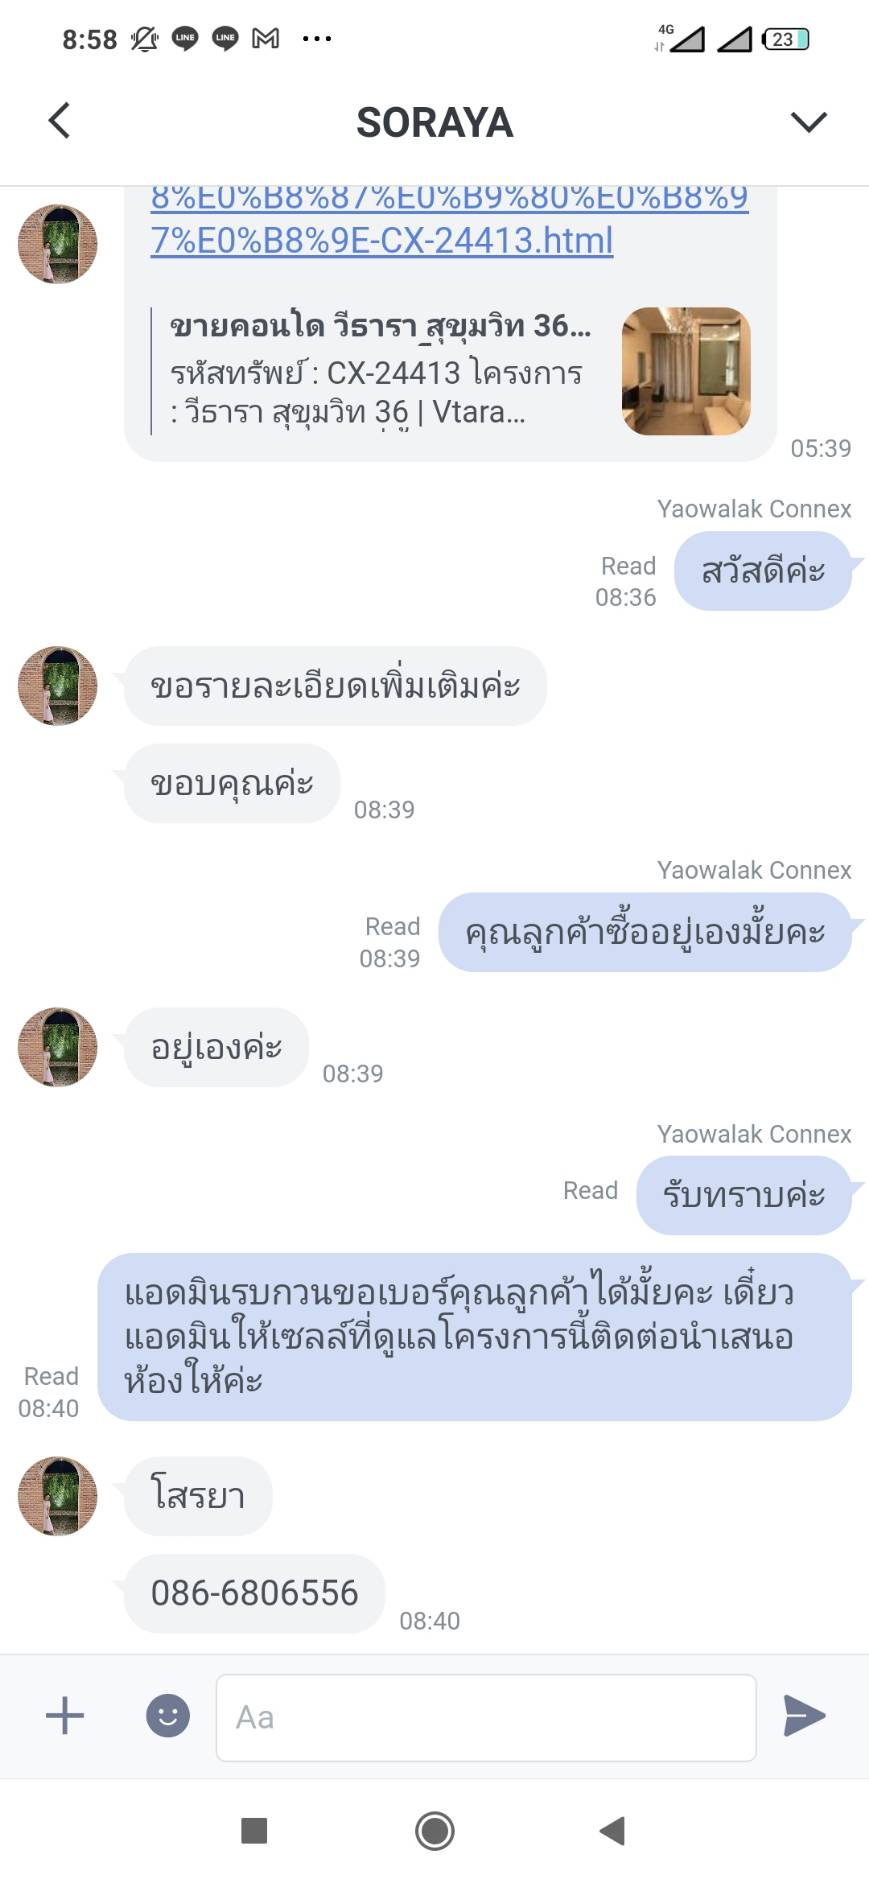 8:58
LINE
LINE
4G
23
SORAYA
8%E0%B8%87%E0%B9%80%E0%B8%9
7%E0%B8%9E-CX-24413.html
ขายคอนโด วีธารา สุขุมวิท 36...
รหัสทรัพย์ : CX-24413 โครงการ
: วีธารา สุขุมวิท 36 | Vtara...
05:39
Yaowalak Connex
Read
08:36
สวัสดีค่ะ
ขอรายละเอียดเพิ่มเติมค่ะ
ขอบคุณค่ะ
08:39
Yaowalak Connex
Read
08:39
คุณลูกค้าซื้ออยู่เองมั้ยคะ
อยู่เองค่ะ
08:39
Yaowalak Connex
Read
รับทราบค่ะ
แอดมินรบกวนขอเบอร์คุณลูกค้าได้มั้ยคะ เดี๋ยว
แอดมินให้เซลล์ที่ดูแลโครงการนี้ติดต่อนำเสนอ
ห้องให้ค่ะ
Read
08:40
โสรยา
086-6806556
08:40
Aa